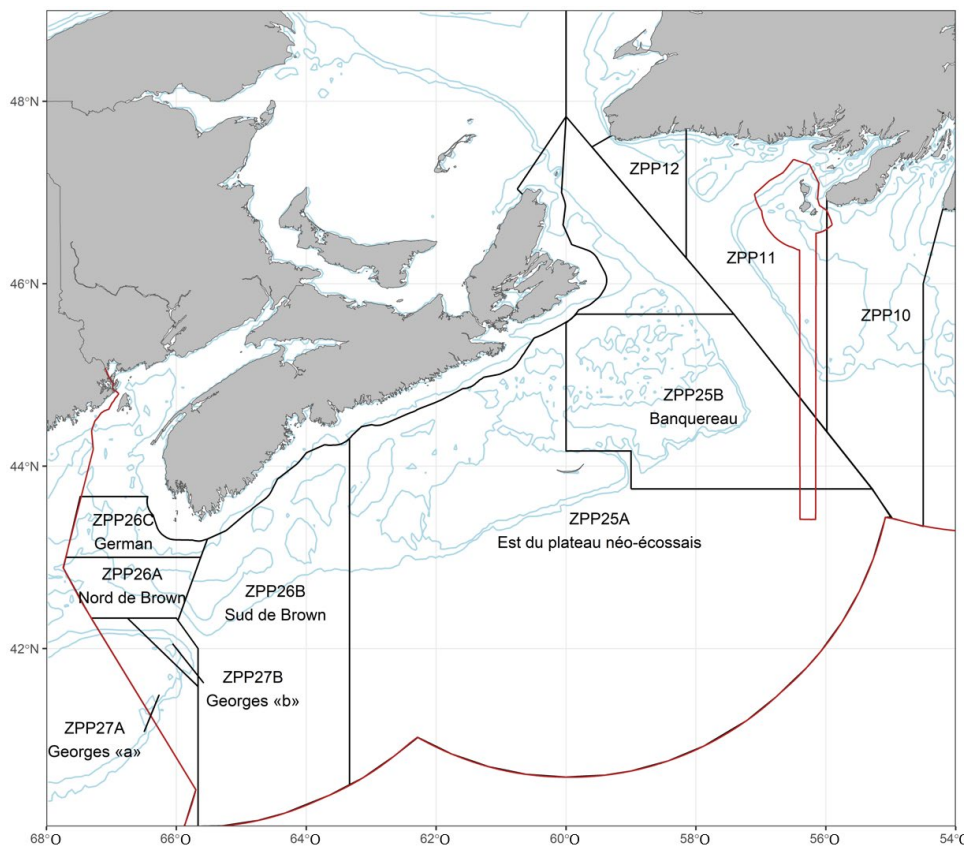 48°N
46°N
44°N
42°N
ZPP12
ZPP11
ZPP10
ZPP25B
Banquereau
ZPP25A
Est du plateau néo-écossais
ZPP26C
German
ZPP26A
Nord de Brown
ZPP26B
Sud de Brown
ZPP27B
Georges «b»
ZPP27A
Georges «a»
68°O 66°O 64°O 62°O 60°O 58°O 56°O 54°O